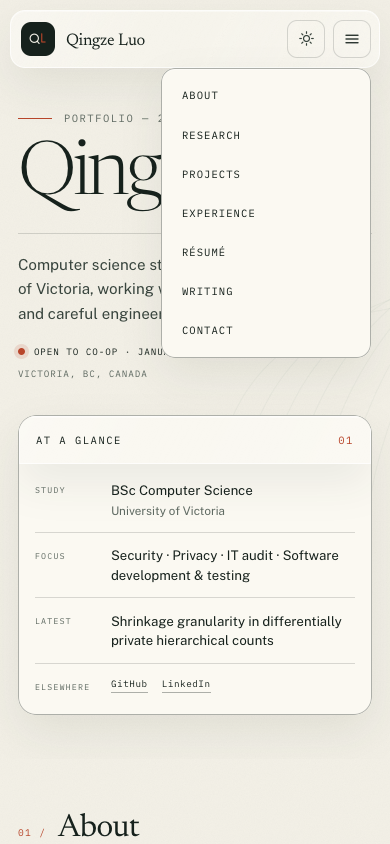 QL
Qingze Luo
ABOUT
RESEARCH
PROJECTS
EXPERIENCE
RÉSUMÉ
WRITING
CONTACT
PORTFOLIO — 2
Qing
Computer science st
of Victoria, working
and careful engineer
OPEN TO CO-OP · JANU
VICTORIA, BC, CANADA
AT A GLANCE 01
STUDY BSc Computer Science
University of Victoria
FOCUS Security · Privacy · IT audit · Software
development & testing
LATEST Shrinkage granularity in differentially
private hierarchical counts
ELSEWHERE GitHub LinkedIn
01 / About